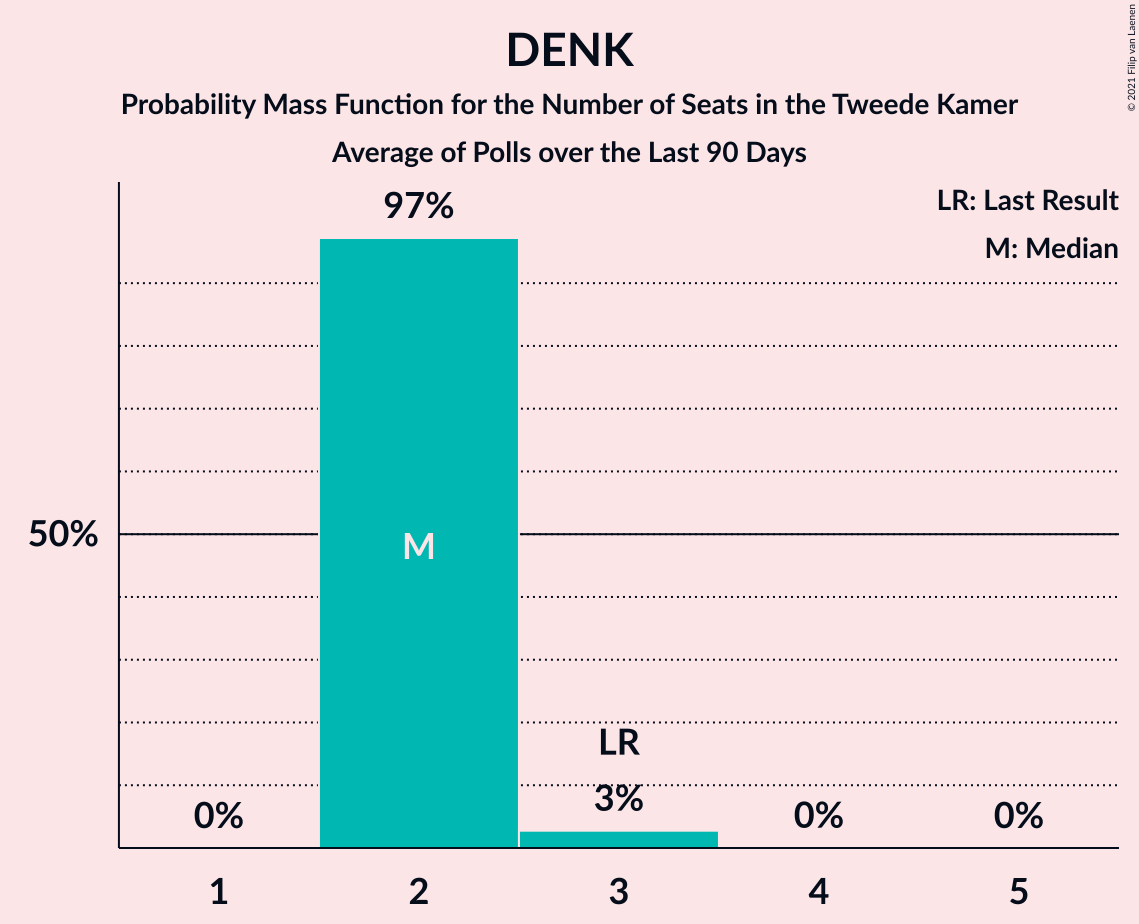 DENK
Probability Mass Function for the Number of Seats in the Tweede Kamer
Average of Polls over the Last 90 Days
© 2021 Filip van Laenen
LR: Last Result
M: Median
97%
50%
M
LR
0%
3%
0%
0%
1
2
3
4
5